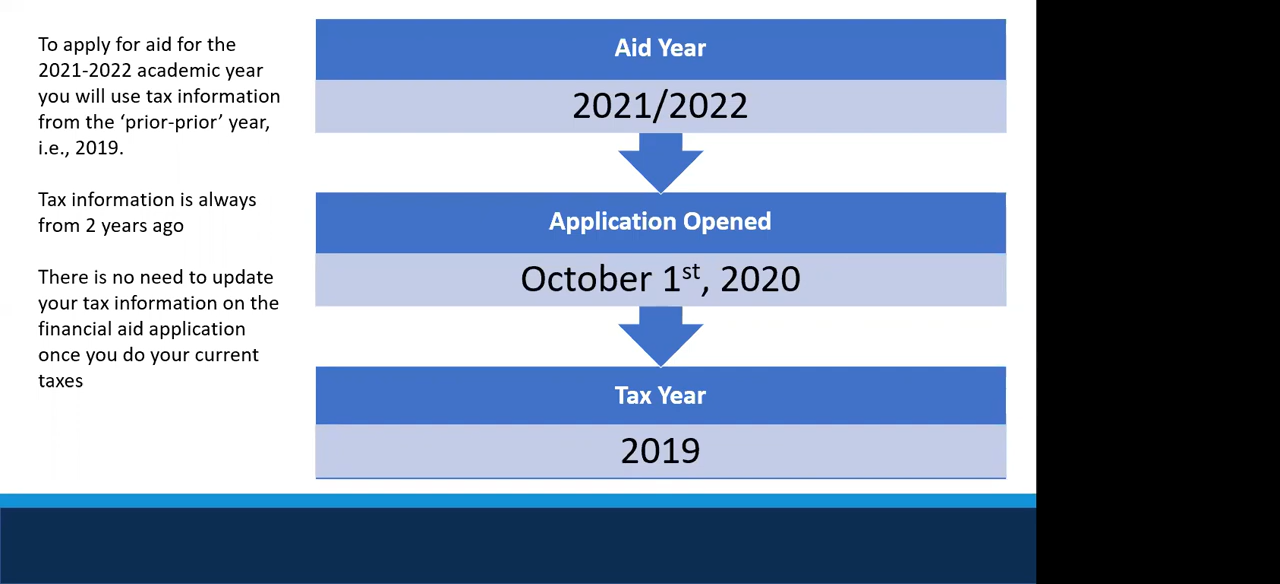 To apply for aid for the
2021-2022 academic year
you will use tax information
from the ‘prior-prior’ year,
i.e., 2019.
Tax information is always
from 2 years ago
There is no need to update
your tax information on the
financial aid application
once you do your current
taxes
Aid Year
2021/2022
Application Opened
October 1st, 2020
Tax Year
2019